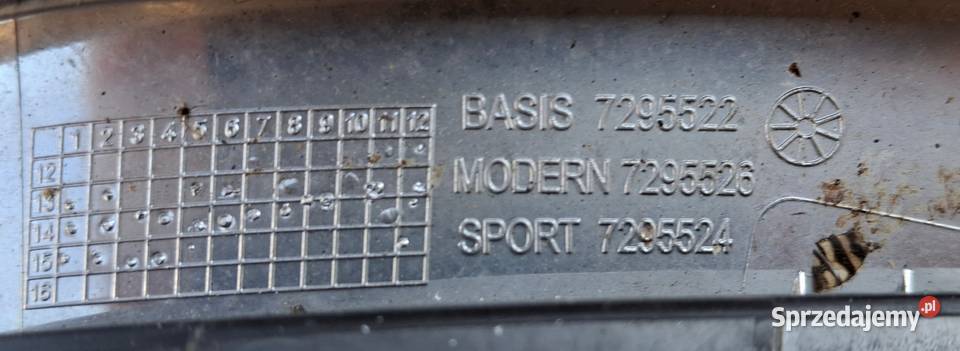 BASIS 7295522
MODERN 7295526
SPORT 7295524
1 2 3 4 5 6 7 8 9 10 11 12
12
13
14
15
16
Sprzedajemy.pl